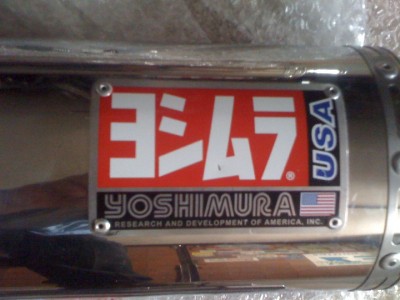 ヨシムラ®
USA
YOSHIMURA
RESEARCH AND DEVELOPMENT OF AMERICA, INC.